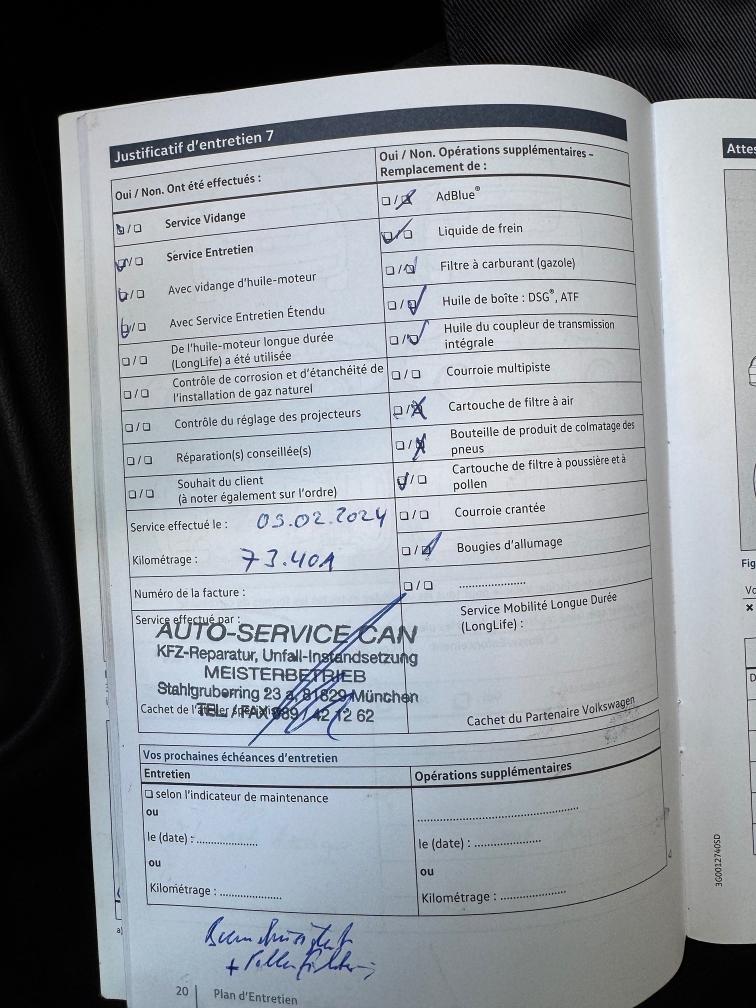 Justificatif d'entretien 7
Oui / Non. Ont été effectués :
☐ / ☐ Service Vidange
☐ / ☐ Service Entretien
☐ / ☐ Avec vidange d'huile-moteur
☐ / ☐ Avec Service Entretien Étendu
☐ / ☐ De l'huile-moteur longue durée
(LongLife) a été utilisée
☐ / ☐ Contrôle de corrosion et d'étanchéité de
l'installation de gaz naturel
☐ / ☐ Contrôle du réglage des projecteurs
☐ / ☐ Réparation(s) conseillée(s)
☐ / ☐ Souhait du client
(à noter également sur l'ordre)
Service effectué le : 05.02.2024
Kilométrage : 73.401
Numéro de la facture :
Service effectué par :
AUTO-SERVICE CAN
KFZ-Reparatur, Unfall-Instandsetzung
MEISTERBETRIEB
Stahlgruberring 23 a, 81829 München
TEL / FAX 089 / 42 12 62
Cachet de l'atelier
Oui / Non. Opérations supplémentaires –
Remplacement de :
☐ / ☐ AdBlue®
☐ / ☐ Liquide de frein
☐ / ☐ Filtre à carburant (gazole)
☐ / ☐ Huile de boîte : DSG®, ATF
☐ / ☐ Huile du coupleur de transmission
intégrale
☐ / ☐ Courroie multipiste
☐ / ☐ Cartouche de filtre à air
☐ / ☐ Bouteille de produit de colmatage des
pneus
☐ / ☐ Cartouche de filtre à poussière et à
pollen
☐ / ☐ Courroie crantée
☐ / ☐ Bougies d'allumage
☐ / ☐ .....................
Service Mobilité Longue Durée
(LongLife) :
Cachet du Partenaire Volkswagen
Vos prochaines échéances d'entretien
Entretien
☐ selon l'indicateur de maintenance
ou
le (date) : ...................
ou
Kilométrage : ...................
Opérations supplémentaires
..................................................
le (date) : ....................
ou
Kilométrage : ............................
+ Pollenfilter
20 | Plan d'Entretien
3G0012740SD
Attes
Fig